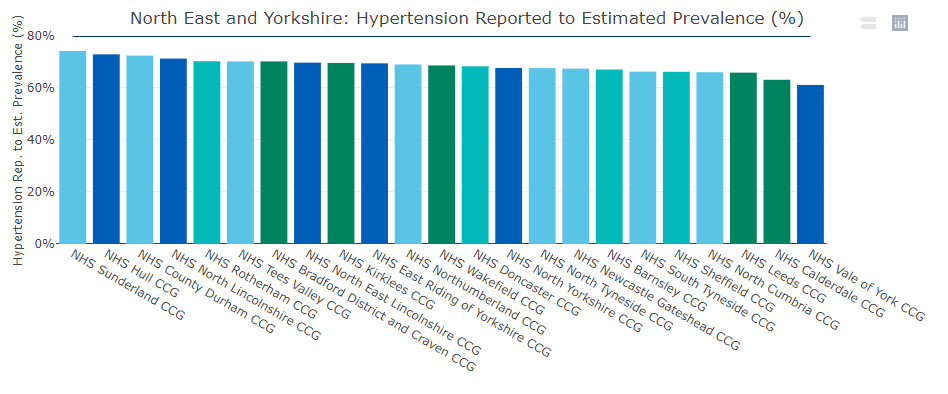 North East and Yorkshire: Hypertension Reported to Estimated Prevalence (%)
Hypertension Rep. to Est. Prevalence (%)
80%
60%
40%
20%
0%
NHS Sunderland CCG
NHS Hull CCG
NHS County Durham CCG
NHS North Lincolnshire CCG
NHS Rotherham CCG
NHS Tees Valley CCG
NHS Bradford District and Craven CCG
NHS North East Lincolnshire CCG
NHS Kirklees CCG
NHS East Riding of Yorkshire CCG
NHS Northumberland CCG
NHS Wakefield CCG
NHS Doncaster CCG
NHS North Yorkshire CCG
NHS North Tyneside CCG
NHS Newcastle Gateshead CCG
NHS Barnsley CCG
NHS South Tyneside CCG
NHS Sheffield CCG
NHS North Cumbria CCG
NHS Leeds CCG
NHS Calderdale CCG
NHS Vale of York CCG